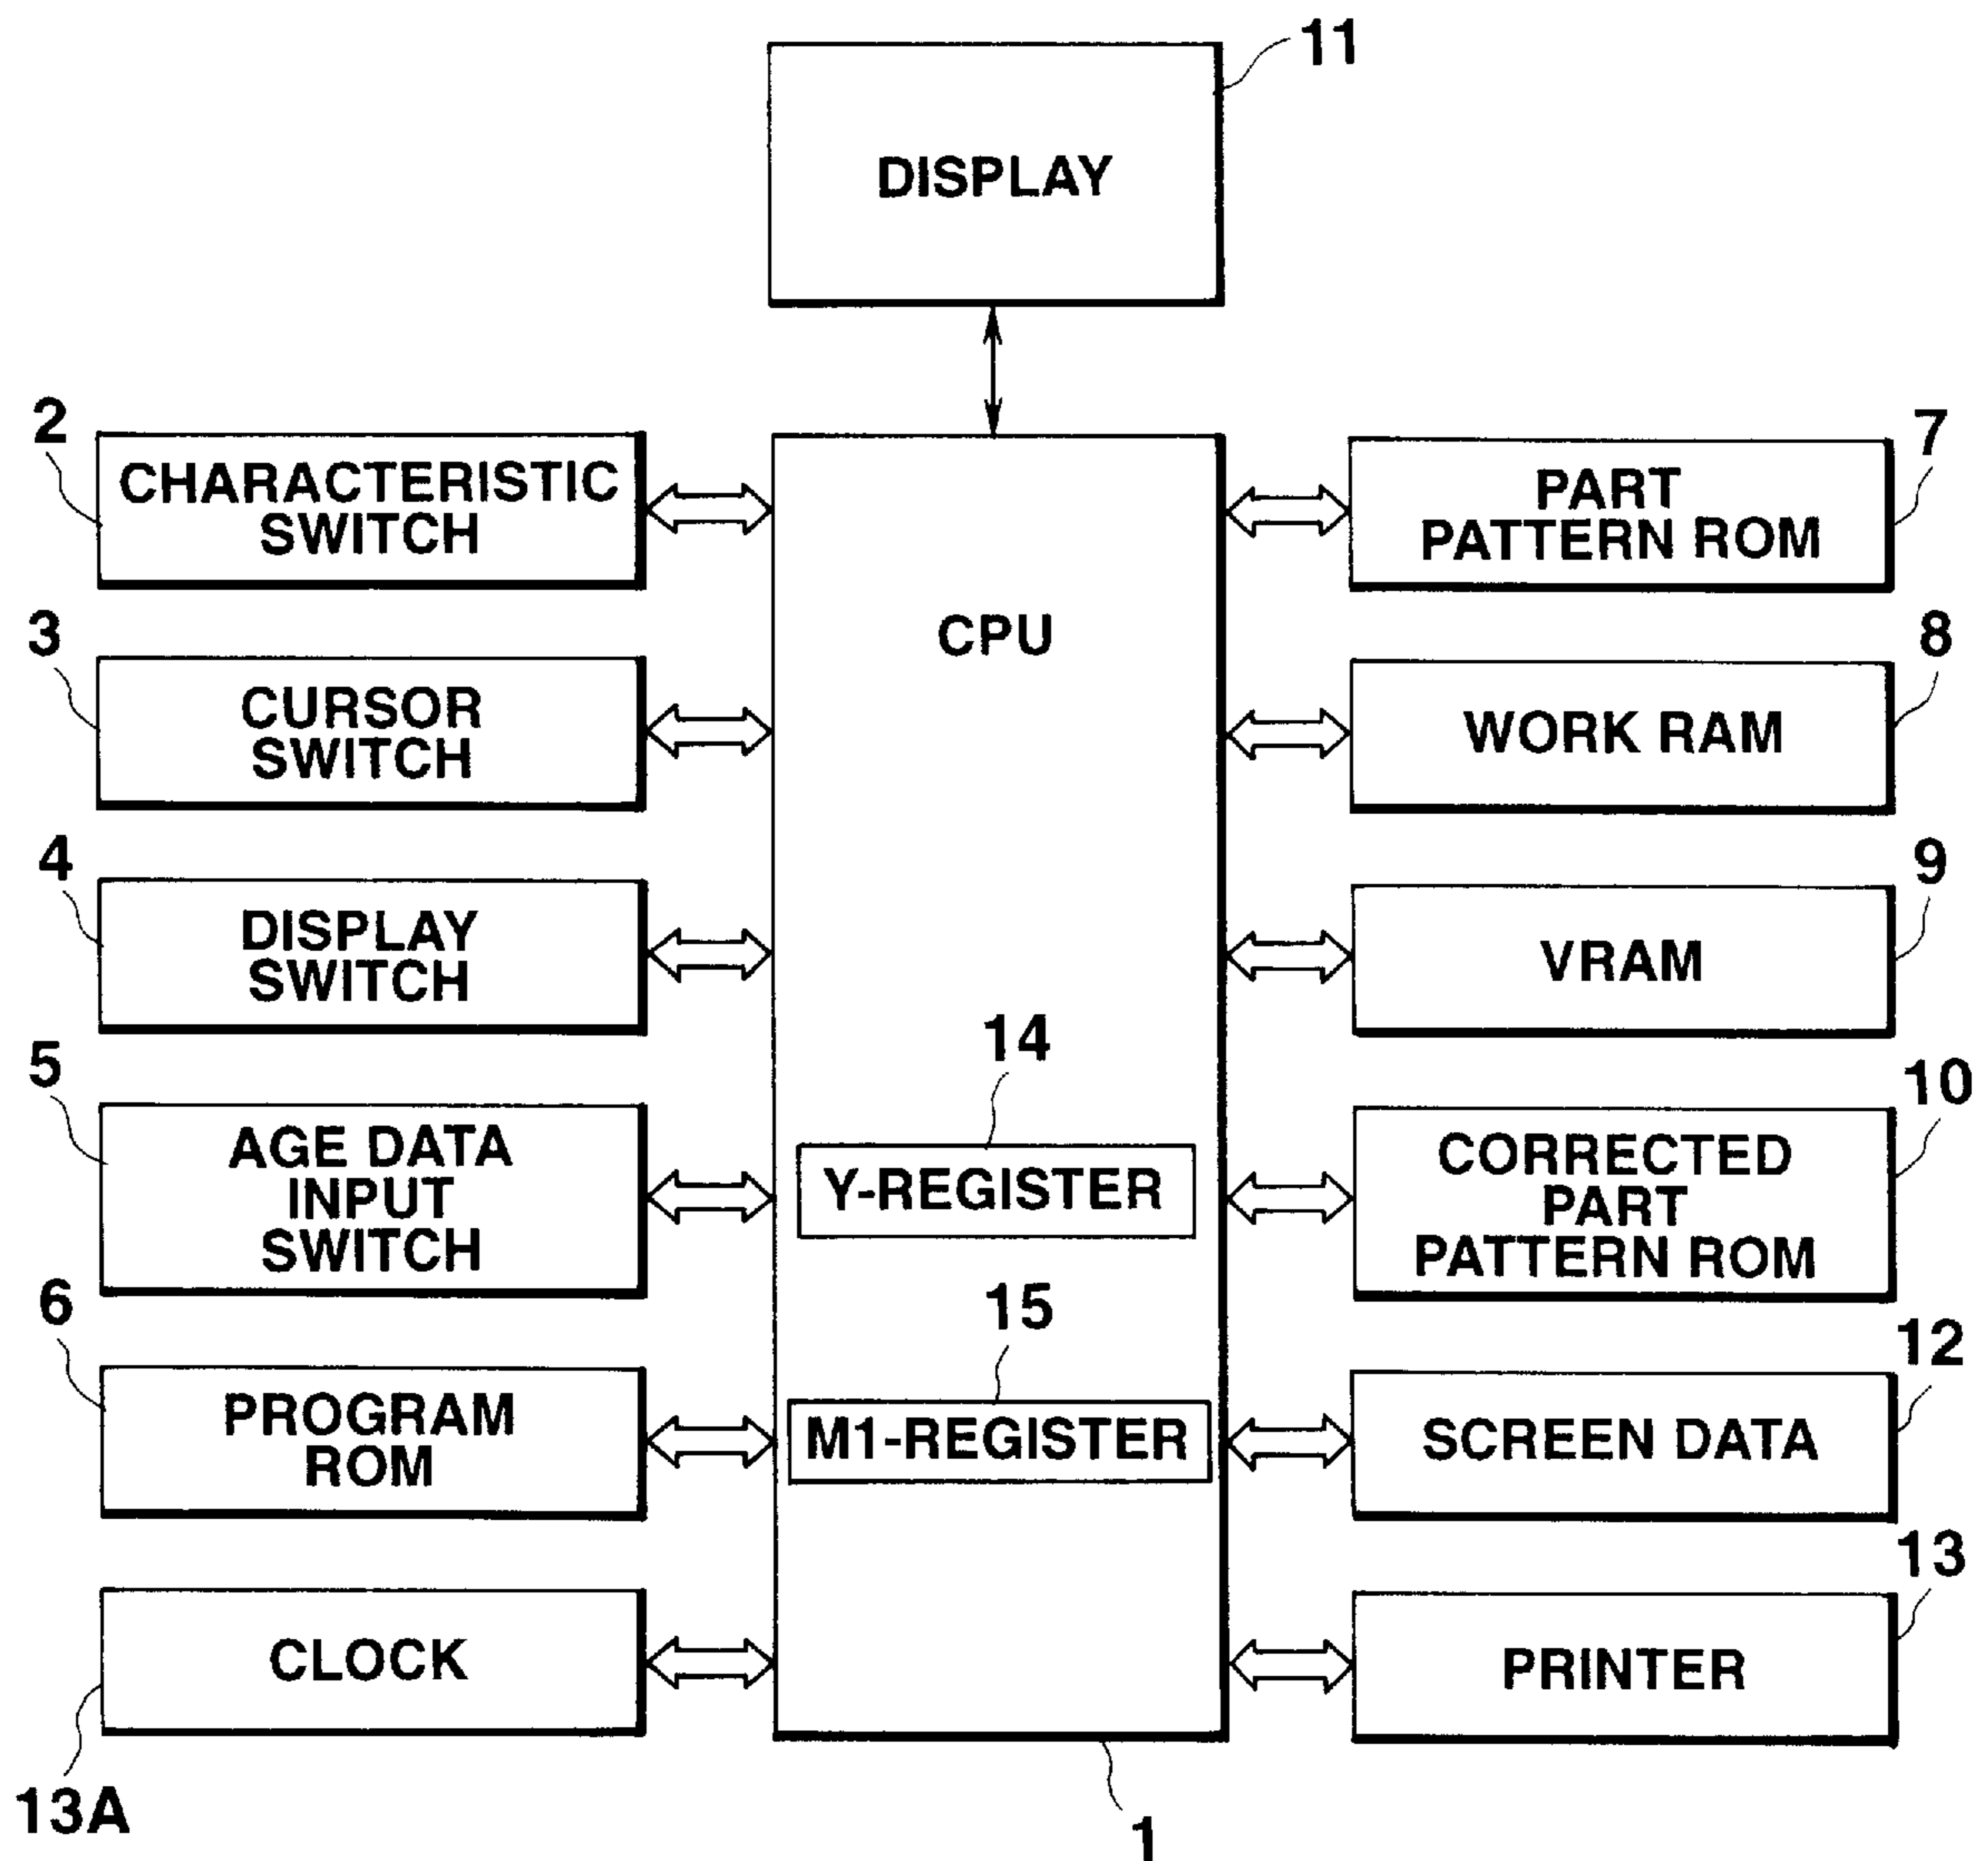 11
DISPLAY
2
CHARACTERISTIC
SWITCH
3
CURSOR
SWITCH
4
DISPLAY
SWITCH
5
AGE DATA
INPUT
SWITCH
6
PROGRAM
ROM
CLOCK
13A
CPU
14
Y-REGISTER
15
M1-REGISTER
1
7
PART
PATTERN ROM
8
WORK RAM
9
VRAM
10
CORRECTED
PART
PATTERN ROM
12
SCREEN DATA
13
PRINTER